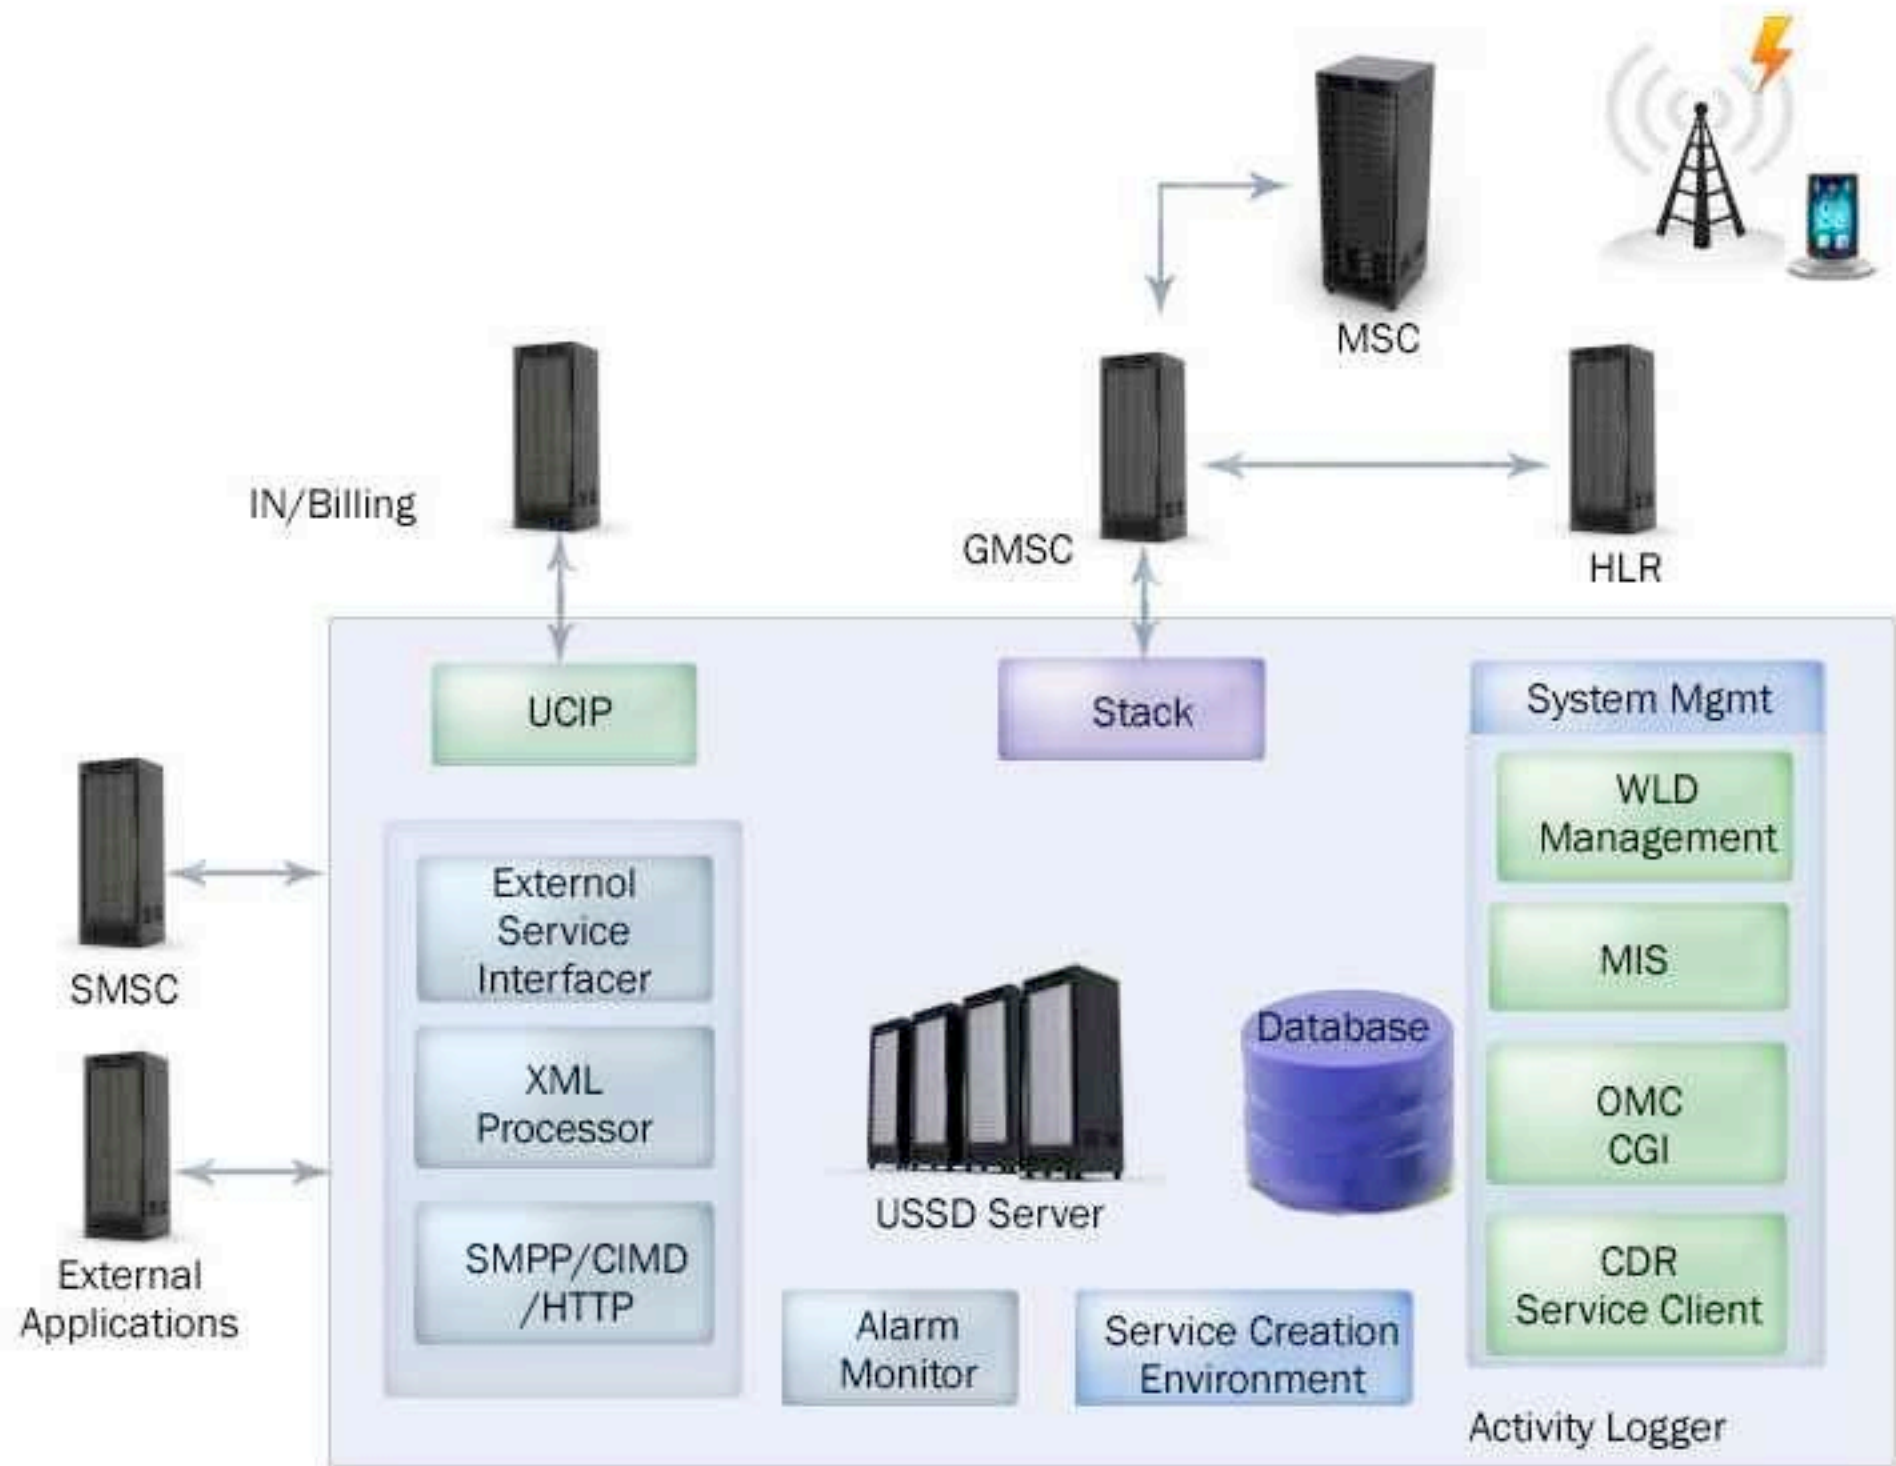 MSC
IN/Billing
GMSC
HLR
UCIP
Stack
System Mgmt
WLD
Management
Externol
Service
Interfacer
MIS
SMSC
Database
XML
Processor
OMC
CGI
USSD Server
External
Applications
SMPP/CIMD
/HTTP
CDR
Service Client
Alarm
Monitor
Service Creation
Environment
Activity Logger